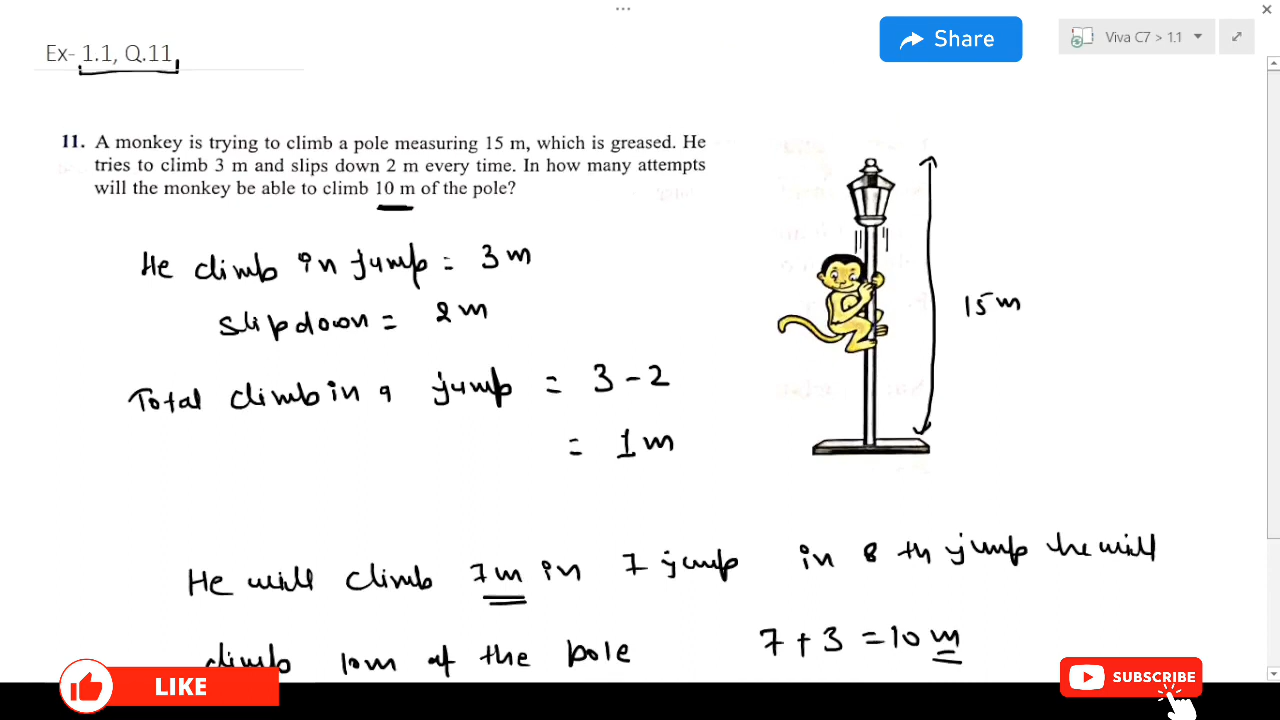 Ex- 1.1, Q.11
Share
Viva C7 > 1.1
11. A monkey is trying to climb a pole measuring 15 m, which is greased. He
tries to climb 3 m and slips down 2 m every time. In how many attempts
will the monkey be able to climb 10 m of the pole?
He climb in jump = 3 m
Slip down = 2 m
15 m
Total climb in a jump = 3 - 2
= 1 m
He will climb 7m in 7 jump in 8 th jump he will
climb 10m of the pole 7 + 3 = 10 m
LIKE
SUBSCRIBE